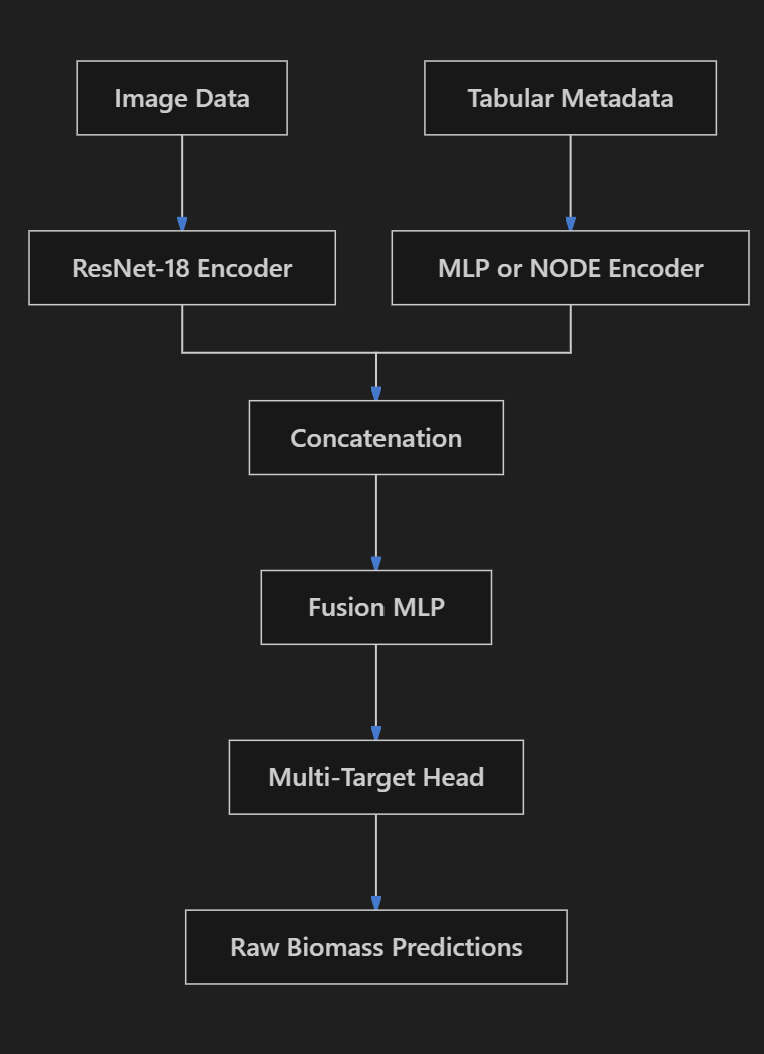 Image Data
Tabular Metadata
ResNet-18 Encoder
MLP or NODE Encoder
Concatenation
Fusion MLP
Multi-Target Head
Raw Biomass Predictions